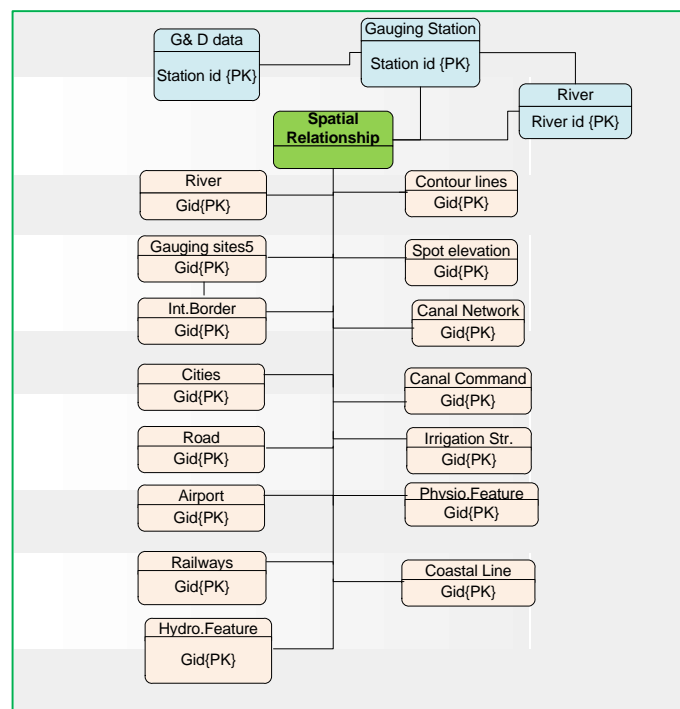 G& D data
Station id {PK}
Gauging Station
Station id {PK}
River
River id {PK}
Spatial
Relationship
River
Gid{PK}
Gauging sites5
Gid{PK}
Int.Border
Gid{PK}
Cities
Gid{PK}
Road
Gid{PK}
Airport
Gid{PK}
Railways
Gid{PK}
Hydro.Feature
Gid{PK}
Contour lines
Gid{PK}
Spot elevation
Gid{PK}
Canal Network
Gid{PK}
Canal Command
Gid{PK}
Irrigation Str.
Gid{PK}
Physio.Feature
Gid{PK}
Coastal Line
Gid{PK}